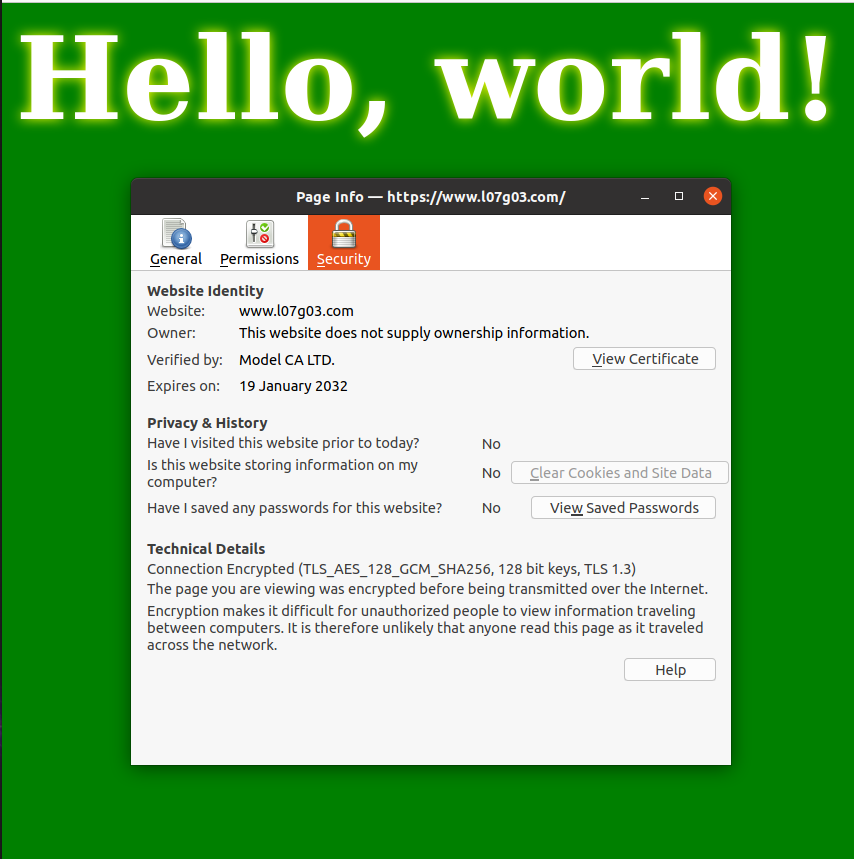 Hello, world!
Page Info — https://www.l07g03.com/
General Permissions Security
Website Identity
Website: www.l07g03.com
Owner: This website does not supply ownership information.
Verified by: Model CA LTD. View Certificate
Expires on: 19 January 2032
Privacy & History
Have I visited this website prior to today? No
Is this website storing information on my
computer? No Clear Cookies and Site Data
Have I saved any passwords for this website? No View Saved Passwords
Technical Details
Connection Encrypted (TLS_AES_128_GCM_SHA256, 128 bit keys, TLS 1.3)
The page you are viewing was encrypted before being transmitted over the Internet.
Encryption makes it difficult for unauthorized people to view information traveling
between computers. It is therefore unlikely that anyone read this page as it traveled
across the network.
Help